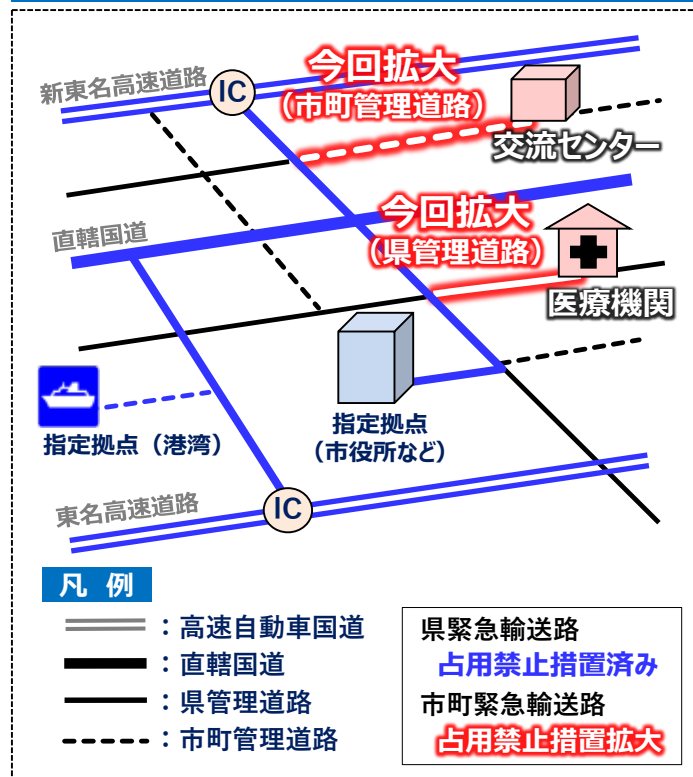 新東名高速道路
IC
今回拡大
（市町管理道路）
交流センター
直轄国道
今回拡大
（県管理道路）
医療機関
指定拠点（港湾）
指定拠点
（市役所など）
東名高速道路
IC
凡 例
：高速自動車国道
：直轄国道
：県管理道路
：市町管理道路
県緊急輸送路
占用禁止措置済み
市町緊急輸送路
占用禁止措置拡大